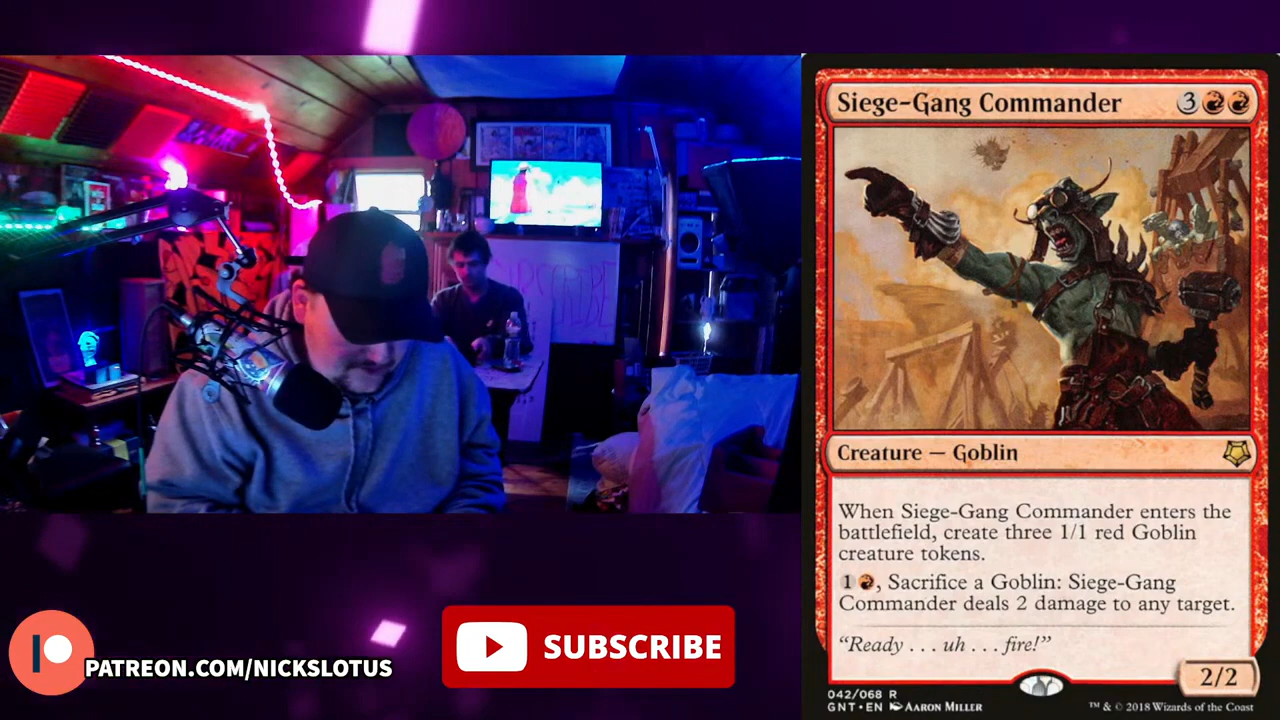 Siege-Gang Commander 3
SUBSCRIBE
Creature — Goblin
When Siege-Gang Commander enters the
battlefield, create three 1/1 red Goblin
creature tokens.
1, Sacrifice a Goblin: Siege-Gang
Commander deals 2 damage to any target.
“Ready . . . uh . . . fire!”
2/2
042/068 R
GNT • EN AARON MILLER
™ & © 2018 Wizards of the Coast
PATREON.COM/NICKSLOTUS
SUBSCRIBE